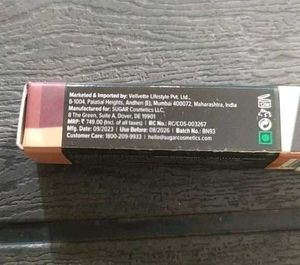 Marketed & Imported by: Vellvette Lifestyle Pvt. Ltd.,
B-1004, Palatial Heights, Andheri (E), Mumbai 400072, Maharashtra, India
Manufactured for: SUGAR Cosmetics LLC,
8 The Green, Suite A, Dover, DE 19901
MRP: ₹ 749.00 (Incl. of all taxes) | RC No.: RC/COS-003267
Mfg. Date: 09/2023 | Use Before: 08/2026 | Batch No.: BN93
Customer Care: 1800-209-9933 | hello@sugarcosmetics.com